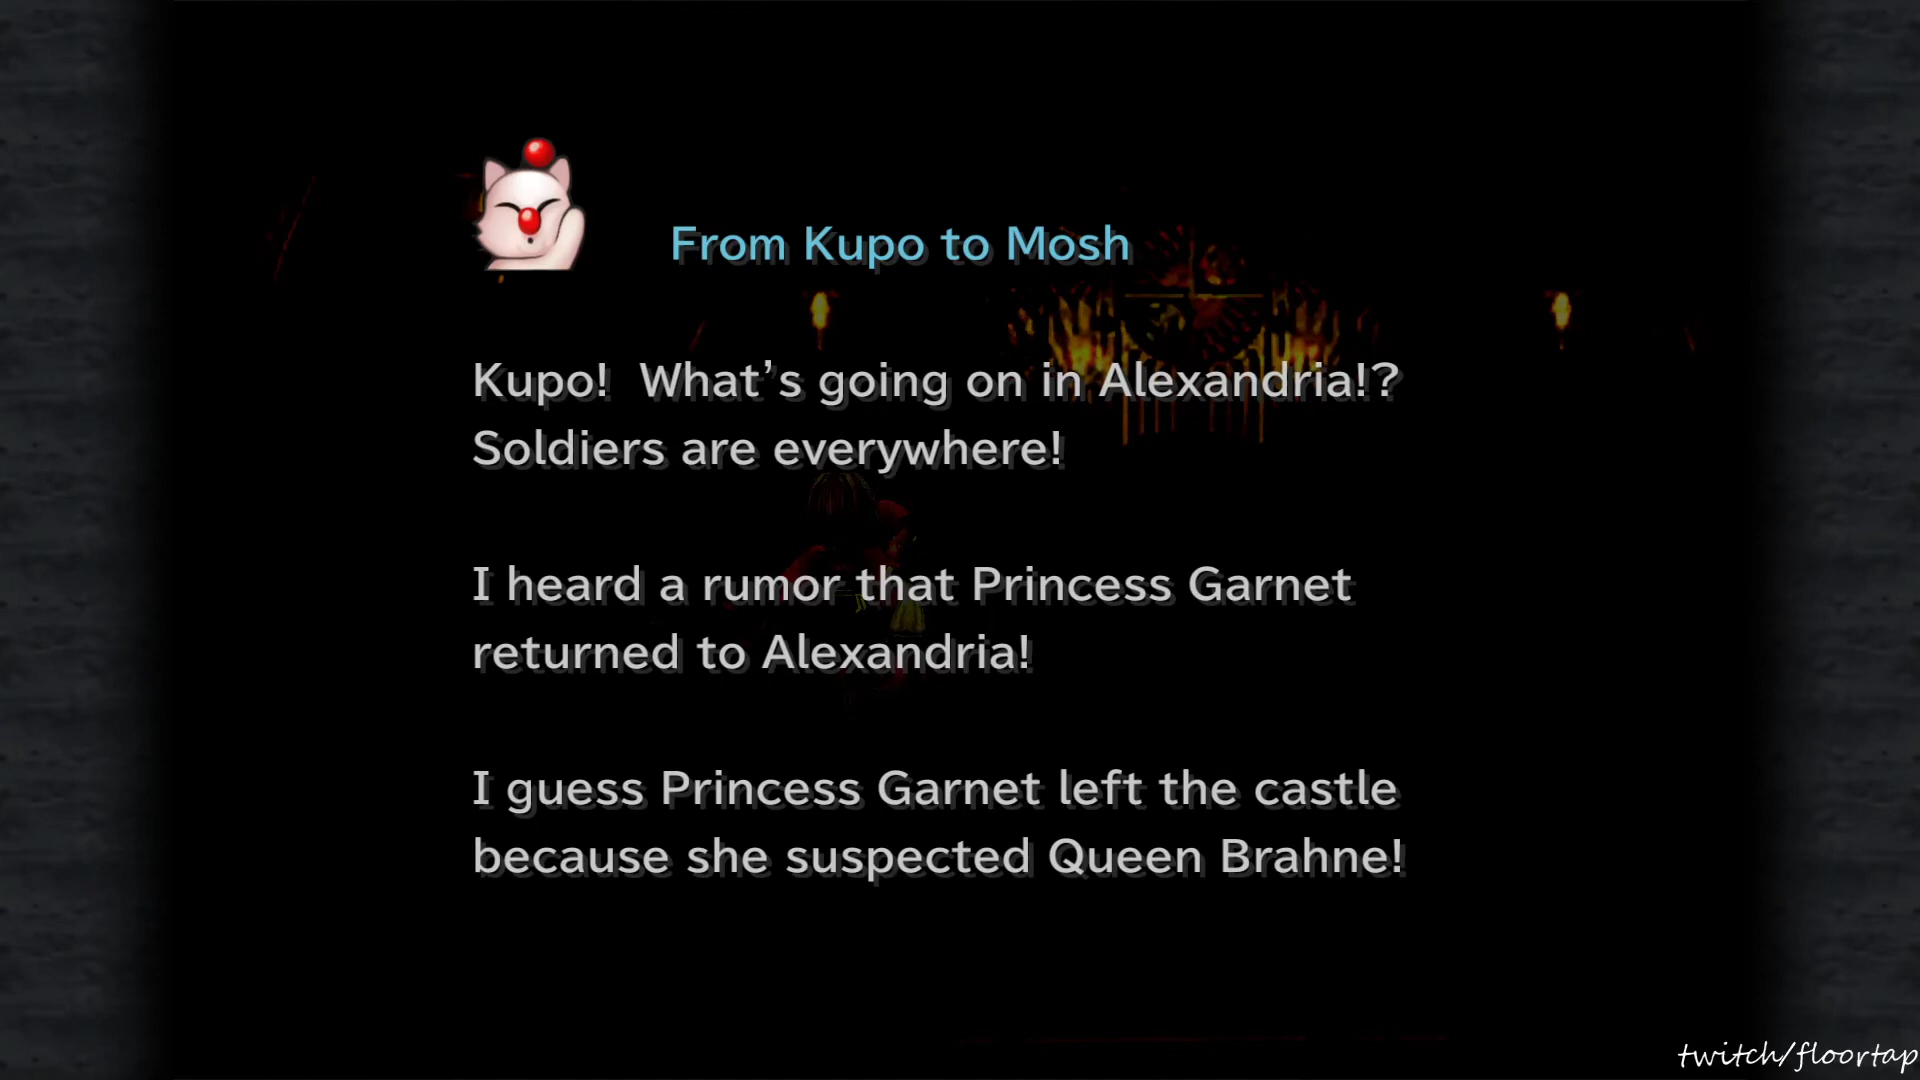 From Kupo to Mosh
Kupo!  What's going on in Alexandria!?
Soldiers are everywhere!
I heard a rumor that Princess Garnet
returned to Alexandria!
I guess Princess Garnet left the castle
because she suspected Queen Brahne!
twitch/floortap